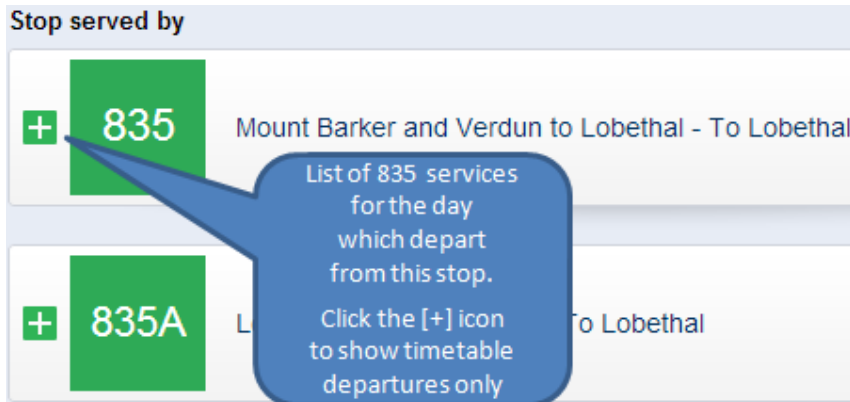 Stop served by
835
Mount Barker and Verdun to Lobethal - To Lobethal
List of 835 services
for the day
which depart
from this stop.
Click the [+] icon
to show timetable
departures only
835A
To Lobethal